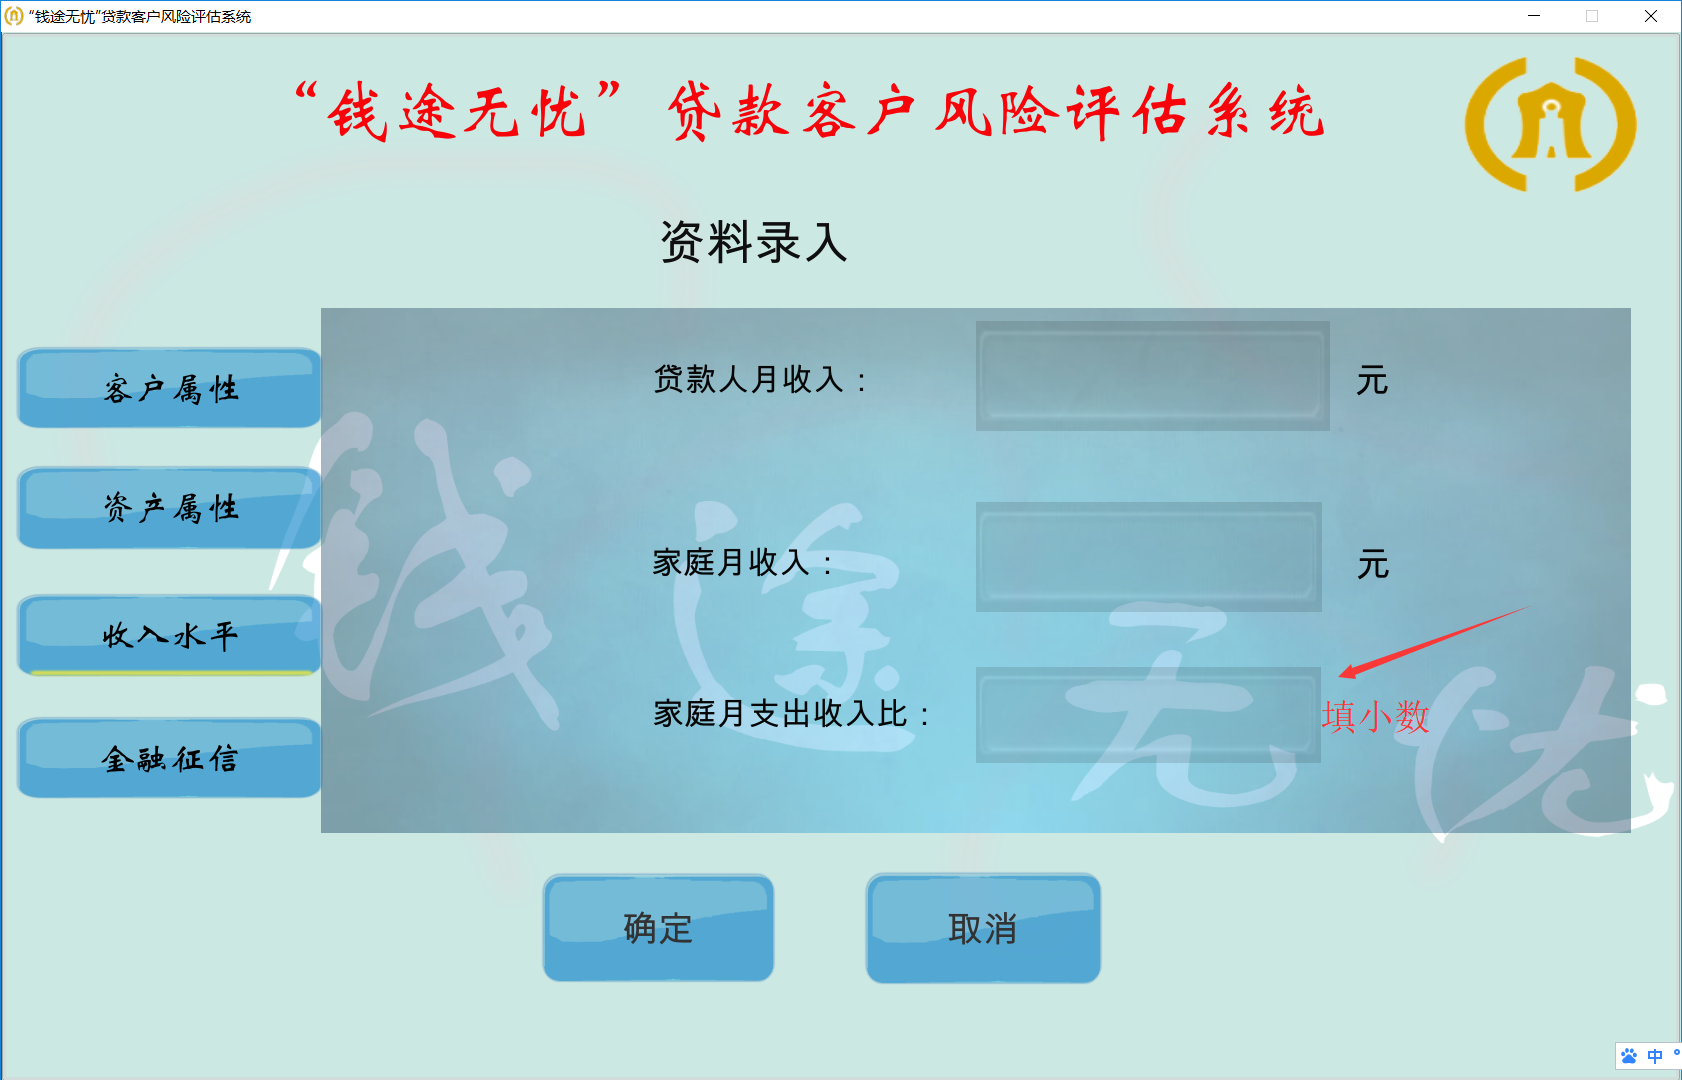 “钱途无忧”贷款客户风险评估系统
“钱途无忧”贷款客户风险评估系统
资料录入
客户属性
资产属性
收入水平
金融征信
贷款人月收入： 元
家庭月收入： 元
家庭月支出收入比： 填小数
钱途无忧
确定 取消
中